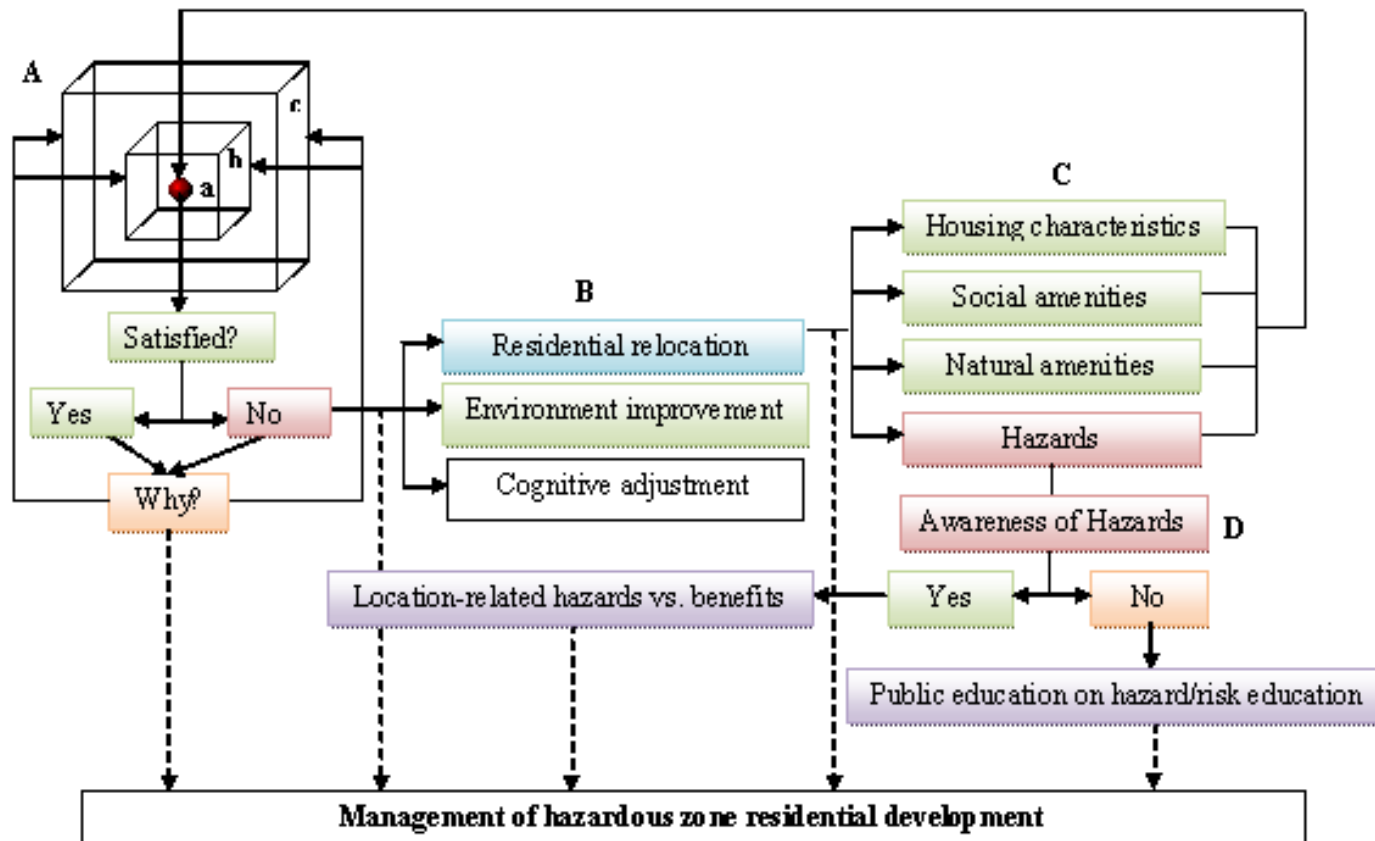 A
c
h
a
Satisfied?
Yes
No
Why?
B
Residential relocation
Environment improvement
Cognitive adjustment
C
Housing characteristics
Social amenities
Natural amenities
Hazards
Awareness of Hazards
D
Location-related hazards vs. benefits
Yes
No
Public education on hazard/risk education
Management of hazardous zone residential development